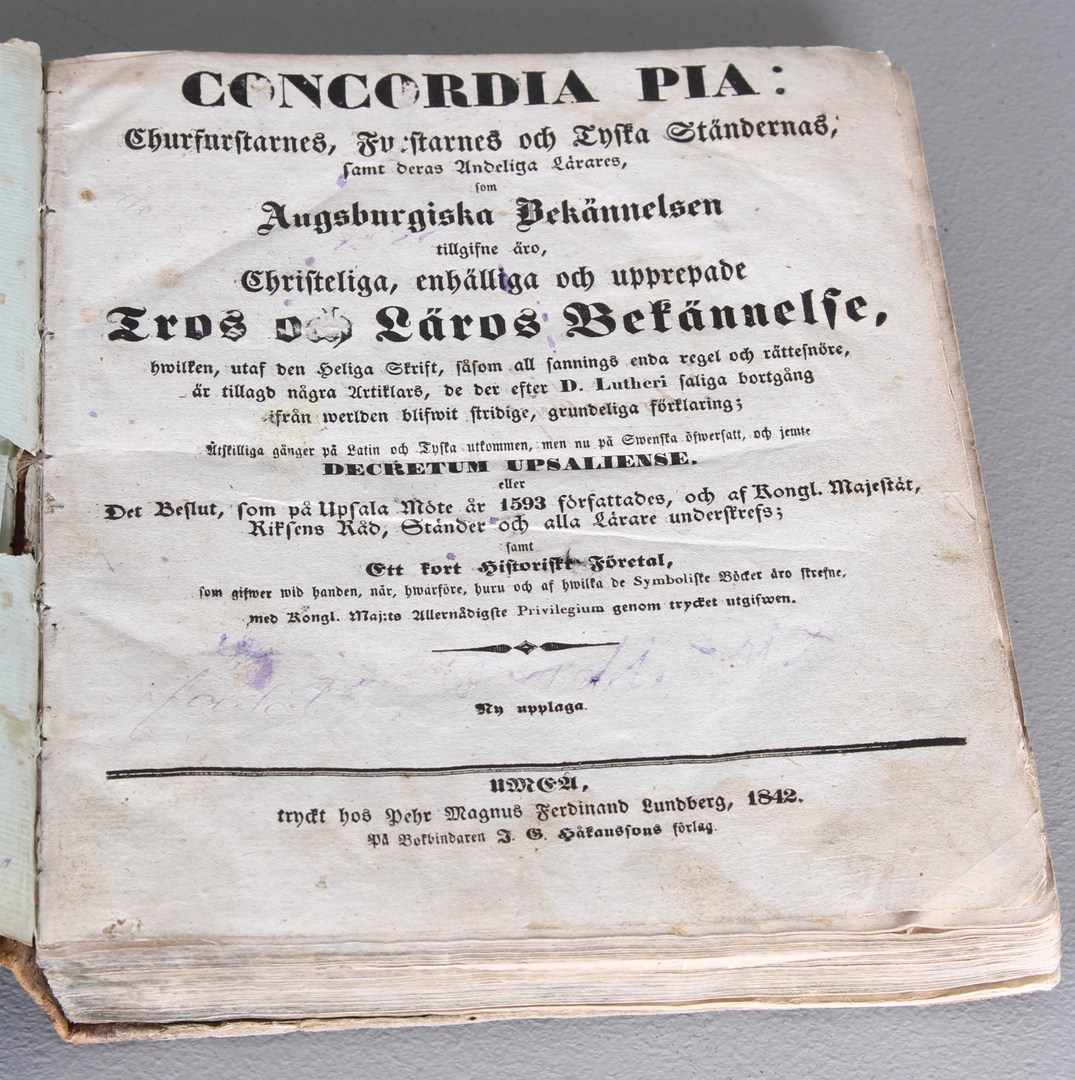 CONCORDIA PIA:
Churfurstarnes, Furstarnes och Tyska Ständernas,
samt deras Andeliga Lärares,
som
Augsburgiska Bekännelsen
tillgifne äro,
Christeliga, enhälliga och upprepade
Tros och Läros Bekännelse,
hwilken, utaf den Heliga Skrift, såsom all sannings enda regel och rättesnöre,
är tillagd några Artiklars, de der efter D. Lutheri saliga bortgång
ifrån werlden blifwit stridige, grundeliga förklaring;
Åtskilliga gånger på Latin och Tyska utkommen, men nu på Swenska öfwersatt, och jemte
DECRETUM UPSALIENSE.
eller
Det Beslut, som på Upsala Möte år 1593 författades, och af Kongl. Majestät,
Riksens Råd, Ständer och alla Lärare underskrefs;
samt
Ett kort Historiskt Företal,
som gifwer wid handen, när, hwarföre, huru och af hwilka de Symboliske Böcker äro skrefne,
med Kongl. Maj:ts Allernådigste Privilegium genom trycket utgifwen.
Ny upplaga.
UMEÅ,
tryckt hos Pehr Magnus Ferdinand Lundberg, 1842.
På Bokbindaren J. G. Håkanssons förlag.